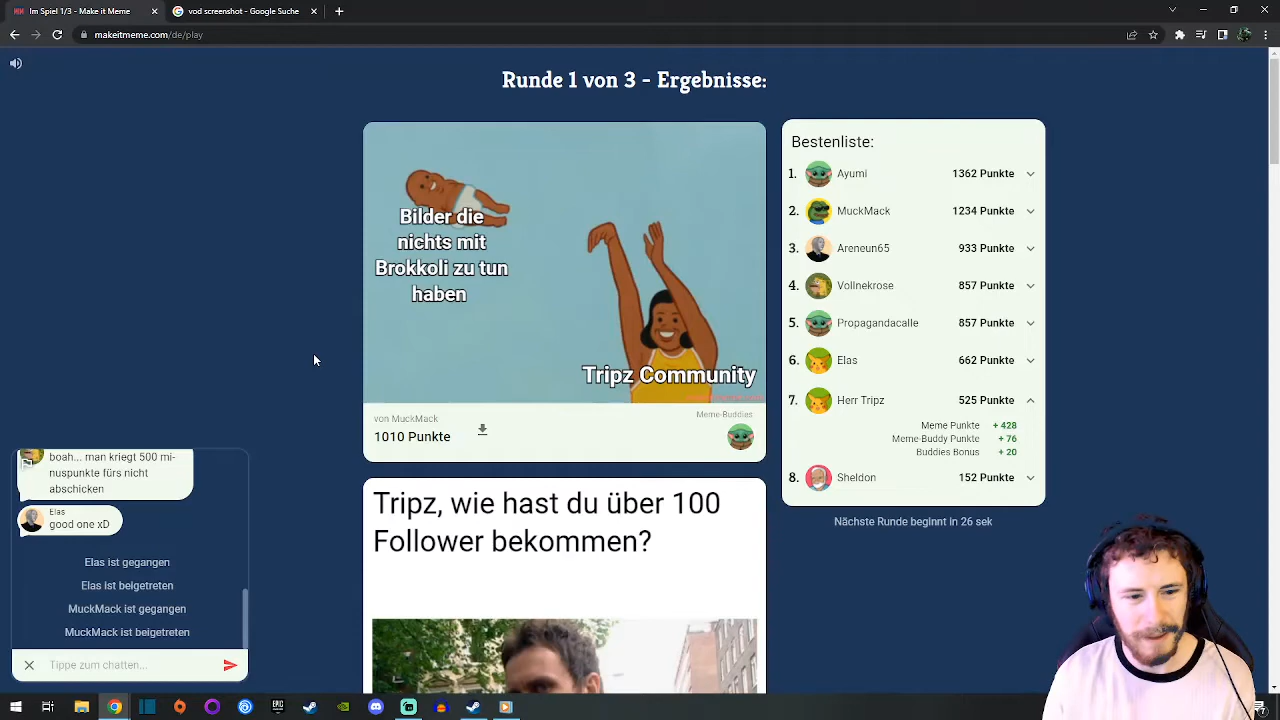 Im Spiel 1/3 - Make it Meme
vod screenshot - Google Suche
makeitmeme.com/de/play
Runde 1 von 3 - Ergebnisse:
Bilder die
nichts mit
Brokkoli zu tun
haben
Tripz Community
von MuckMack
1010 Punkte
Meme-Buddies
Tripz, wie hast du über 100
Follower bekommen?
Bestenliste:
1. Ayumi 1362 Punkte
2. MuckMack 1234 Punkte
3. Areneun65 933 Punkte
4. Vollnekrose 857 Punkte
5. Propagandacalle 857 Punkte
6. Elas 662 Punkte
7. Herr Tripz 525 Punkte
Meme Punkte + 428
Meme-Buddy Punkte + 76
Buddies Bonus + 20
8. Sheldon 152 Punkte
Nächste Runde beginnt in 26 sek
boah... man kriegt 500 mi-
nuspunkte fürs nicht
abschicken
Elas
good one xD
Elas ist gegangen
Elas ist beigetreten
MuckMack ist gegangen
MuckMack ist beigetreten
Tippe zum chatten...